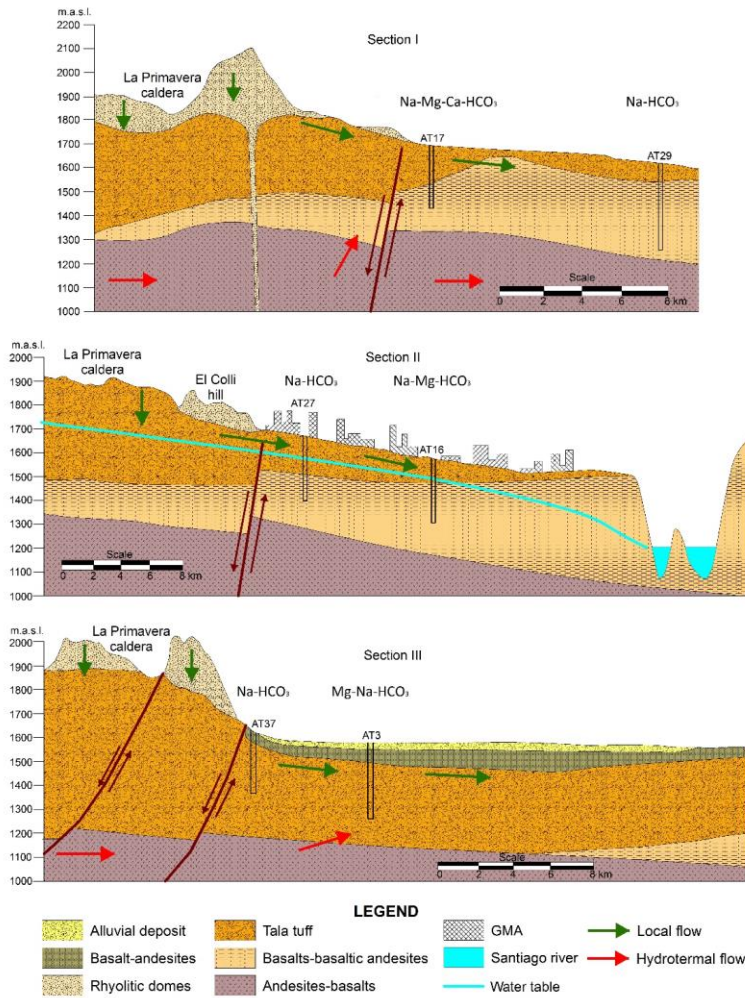 m.a.s.l.
2200
2100
2000
1900
1800
1700
1600
1500
1400
1300
1200
1100
1000
Section I
La Primavera
caldera
Na-Mg-Ca-HCO₃
Na-HCO₃
AT17
AT29
Scale
0 2 4 6 8 km
m.a.s.l.
2000
1900
1800
1700
1600
1500
1400
1300
1200
1100
1000
Section II
La Primavera
caldera
El Colli
hill
Na-HCO₃
Na-Mg-HCO₃
AT27
AT16
Scale
0 2 4 6 8 km
m.a.s.l.
2000
1900
1800
1700
1600
1500
1400
1300
1200
1100
1000
La Primavera
caldera
Section III
Na-HCO₃
Mg-Na-HCO₃
AT37
AT3
Scale
0 2 4 6 8 km
LEGEND
Alluvial deposit
Tala tuff
GMA
Local flow
Basalt-andesites
Basalts-basaltic andesites
Santiago river
Hydrotermal flow
Rhyolitic domes
Andesites-basalts
Water table